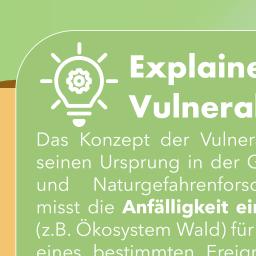 Explaine
Vulnera
Das Konzept der Vulner
seinen Ursprung in der G
und Naturgefahrenforsc
misst die Anfälligkeit ei
(z.B. Ökosystem Wald) für
eines bestimmten Ereign